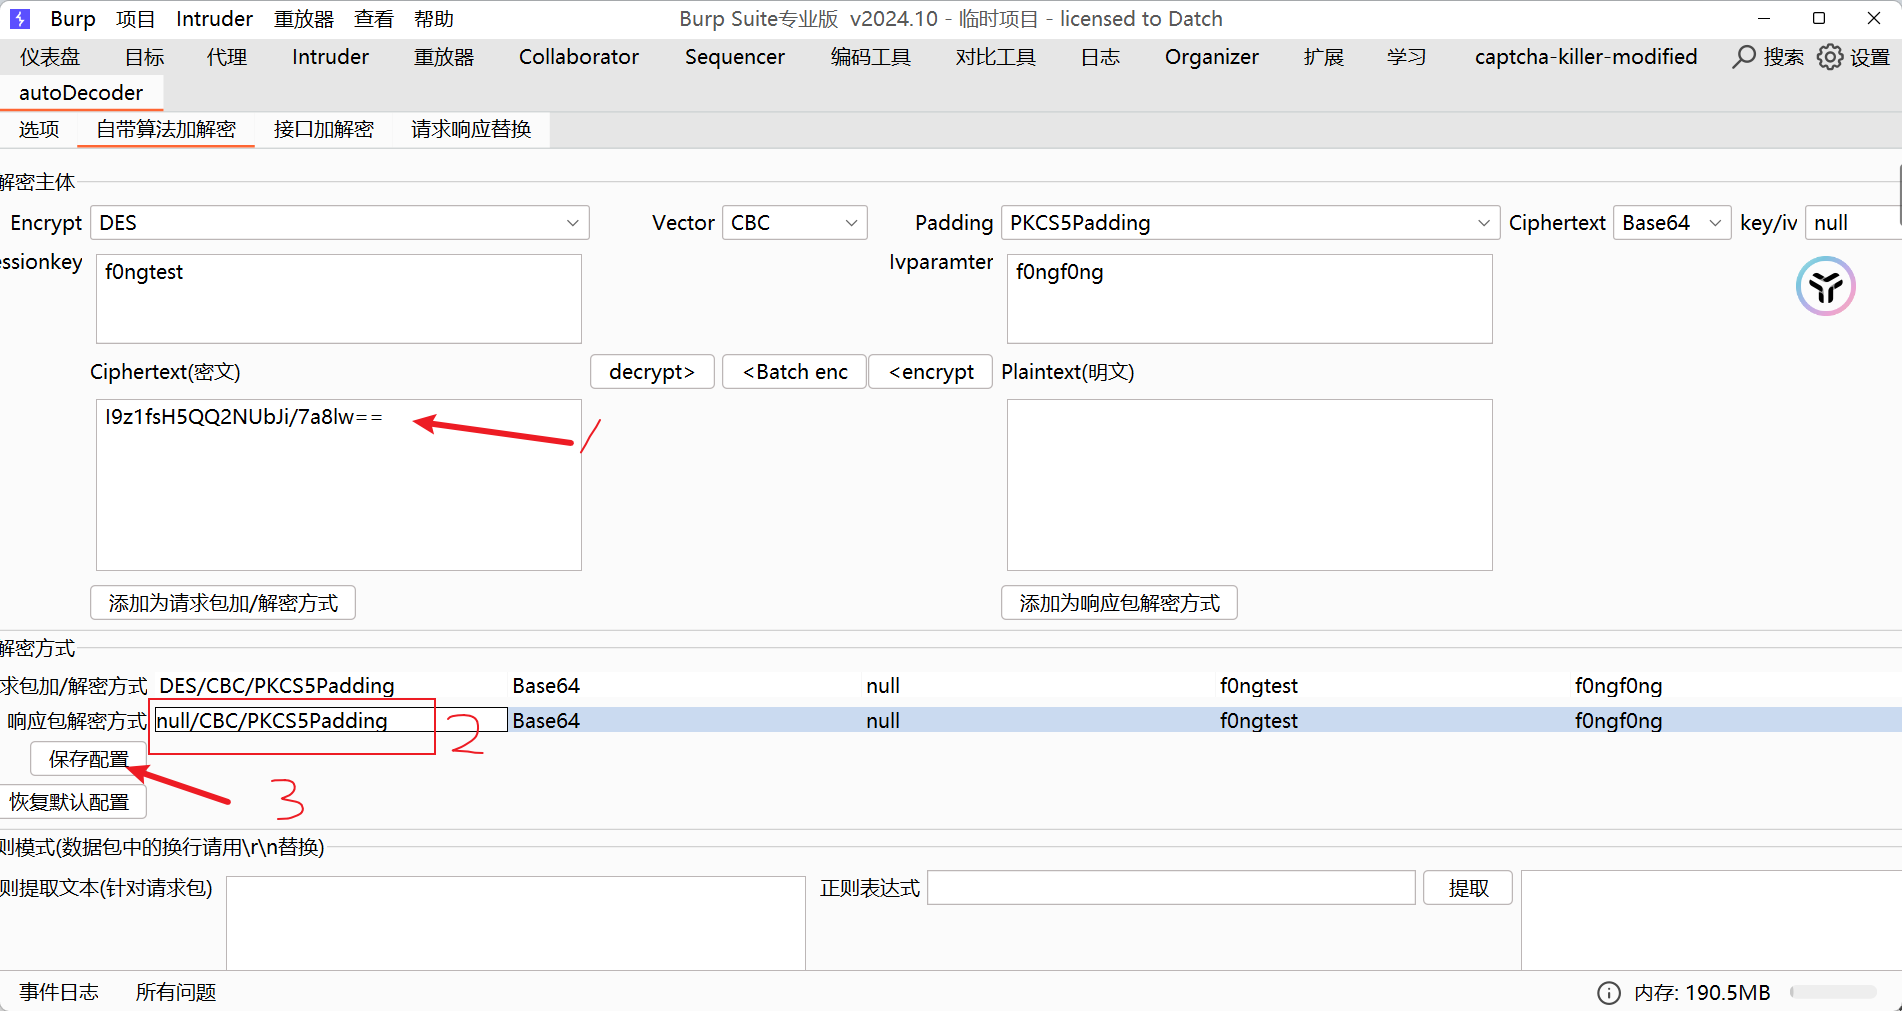 Burp 项目 Intruder 重放器 查看 帮助 Burp Suite专业版 v2024.10 - 临时项目 - licensed to Datch
仪表盘 目标 代理 Intruder 重放器 Collaborator Sequencer 编码工具 对比工具 日志 Organizer 扩展 学习 captcha-killer-modified 搜索 设置
autoDecoder
选项 自带算法加解密 接口加解密 请求响应替换
解密主体
Encrypt DES Vector CBC Padding PKCS5Padding Ciphertext Base64 key/iv null
essionkey f0ngtest Ivparamter f0ngf0ng
Ciphertext(密文) decrypt> <Batch enc <encrypt Plaintext(明文)
I9z1fsH5QQ2NUbJi/7a8lw==
1
添加为请求包加/解密方式 添加为响应包解密方式
解密方式
求包加/解密方式 DES/CBC/PKCS5Padding Base64 null f0ngtest f0ngf0ng
响应包解密方式 null/CBC/PKCS5Padding Base64 null f0ngtest f0ngf0ng
2
保存配置
3
恢复默认配置
则模式(数据包中的换行请用\r\n替换)
则提取文本(针对请求包) 正则表达式 提取
事件日志 所有问题 内存: 190.5MB